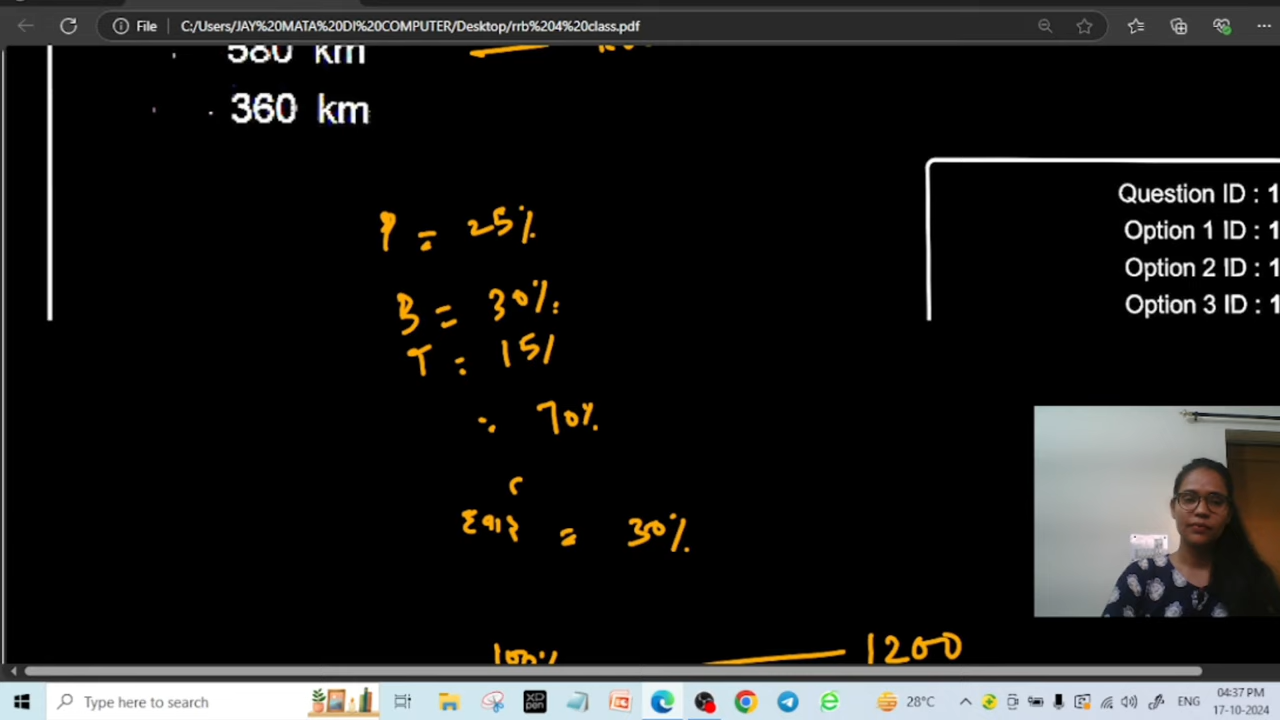 File C:/Users/JAY%20MATA%20DI%20COMPUTER/Desktop/rrb%204%20class.pdf
580 km
360 km
Question ID : 1
Option 1 ID : 1
Option 2 ID : 1
Option 3 ID : 1
P = 25%
B = 30%
T = 15%
= 70%
= 30%
100% 1200
Type here to search
28°C
ENG
04:37 PM
17-10-2024